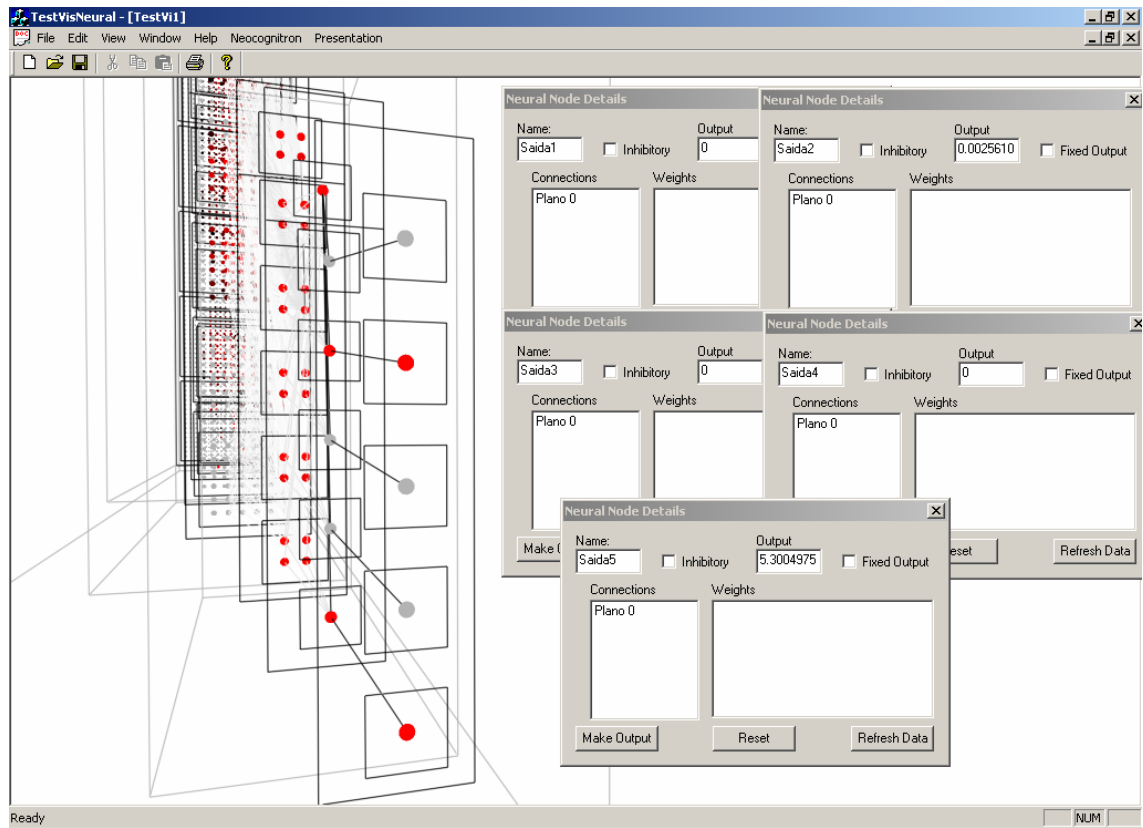 TestVisNeural - [TestVi1]
File Edit View Window Help Neocognitron Presentation
Neural Node Details
Name:
Saida1
Inhibitory
Output
0
Connections
Plano 0
Weights
Neural Node Details
Name:
Saida2
Inhibitory
Output
0.0025610
Fixed Output
Connections
Plano 0
Weights
Neural Node Details
Name:
Saida3
Inhibitory
Output
0
Connections
Plano 0
Weights
Neural Node Details
Name:
Saida4
Inhibitory
Output
0
Fixed Output
Connections
Plano 0
Weights
Refresh Data
Neural Node Details
Name:
Saida5
Inhibitory
Output
5.3004975
Fixed Output
Connections
Plano 0
Weights
Make Output
Reset
Refresh Data
Ready
NUM